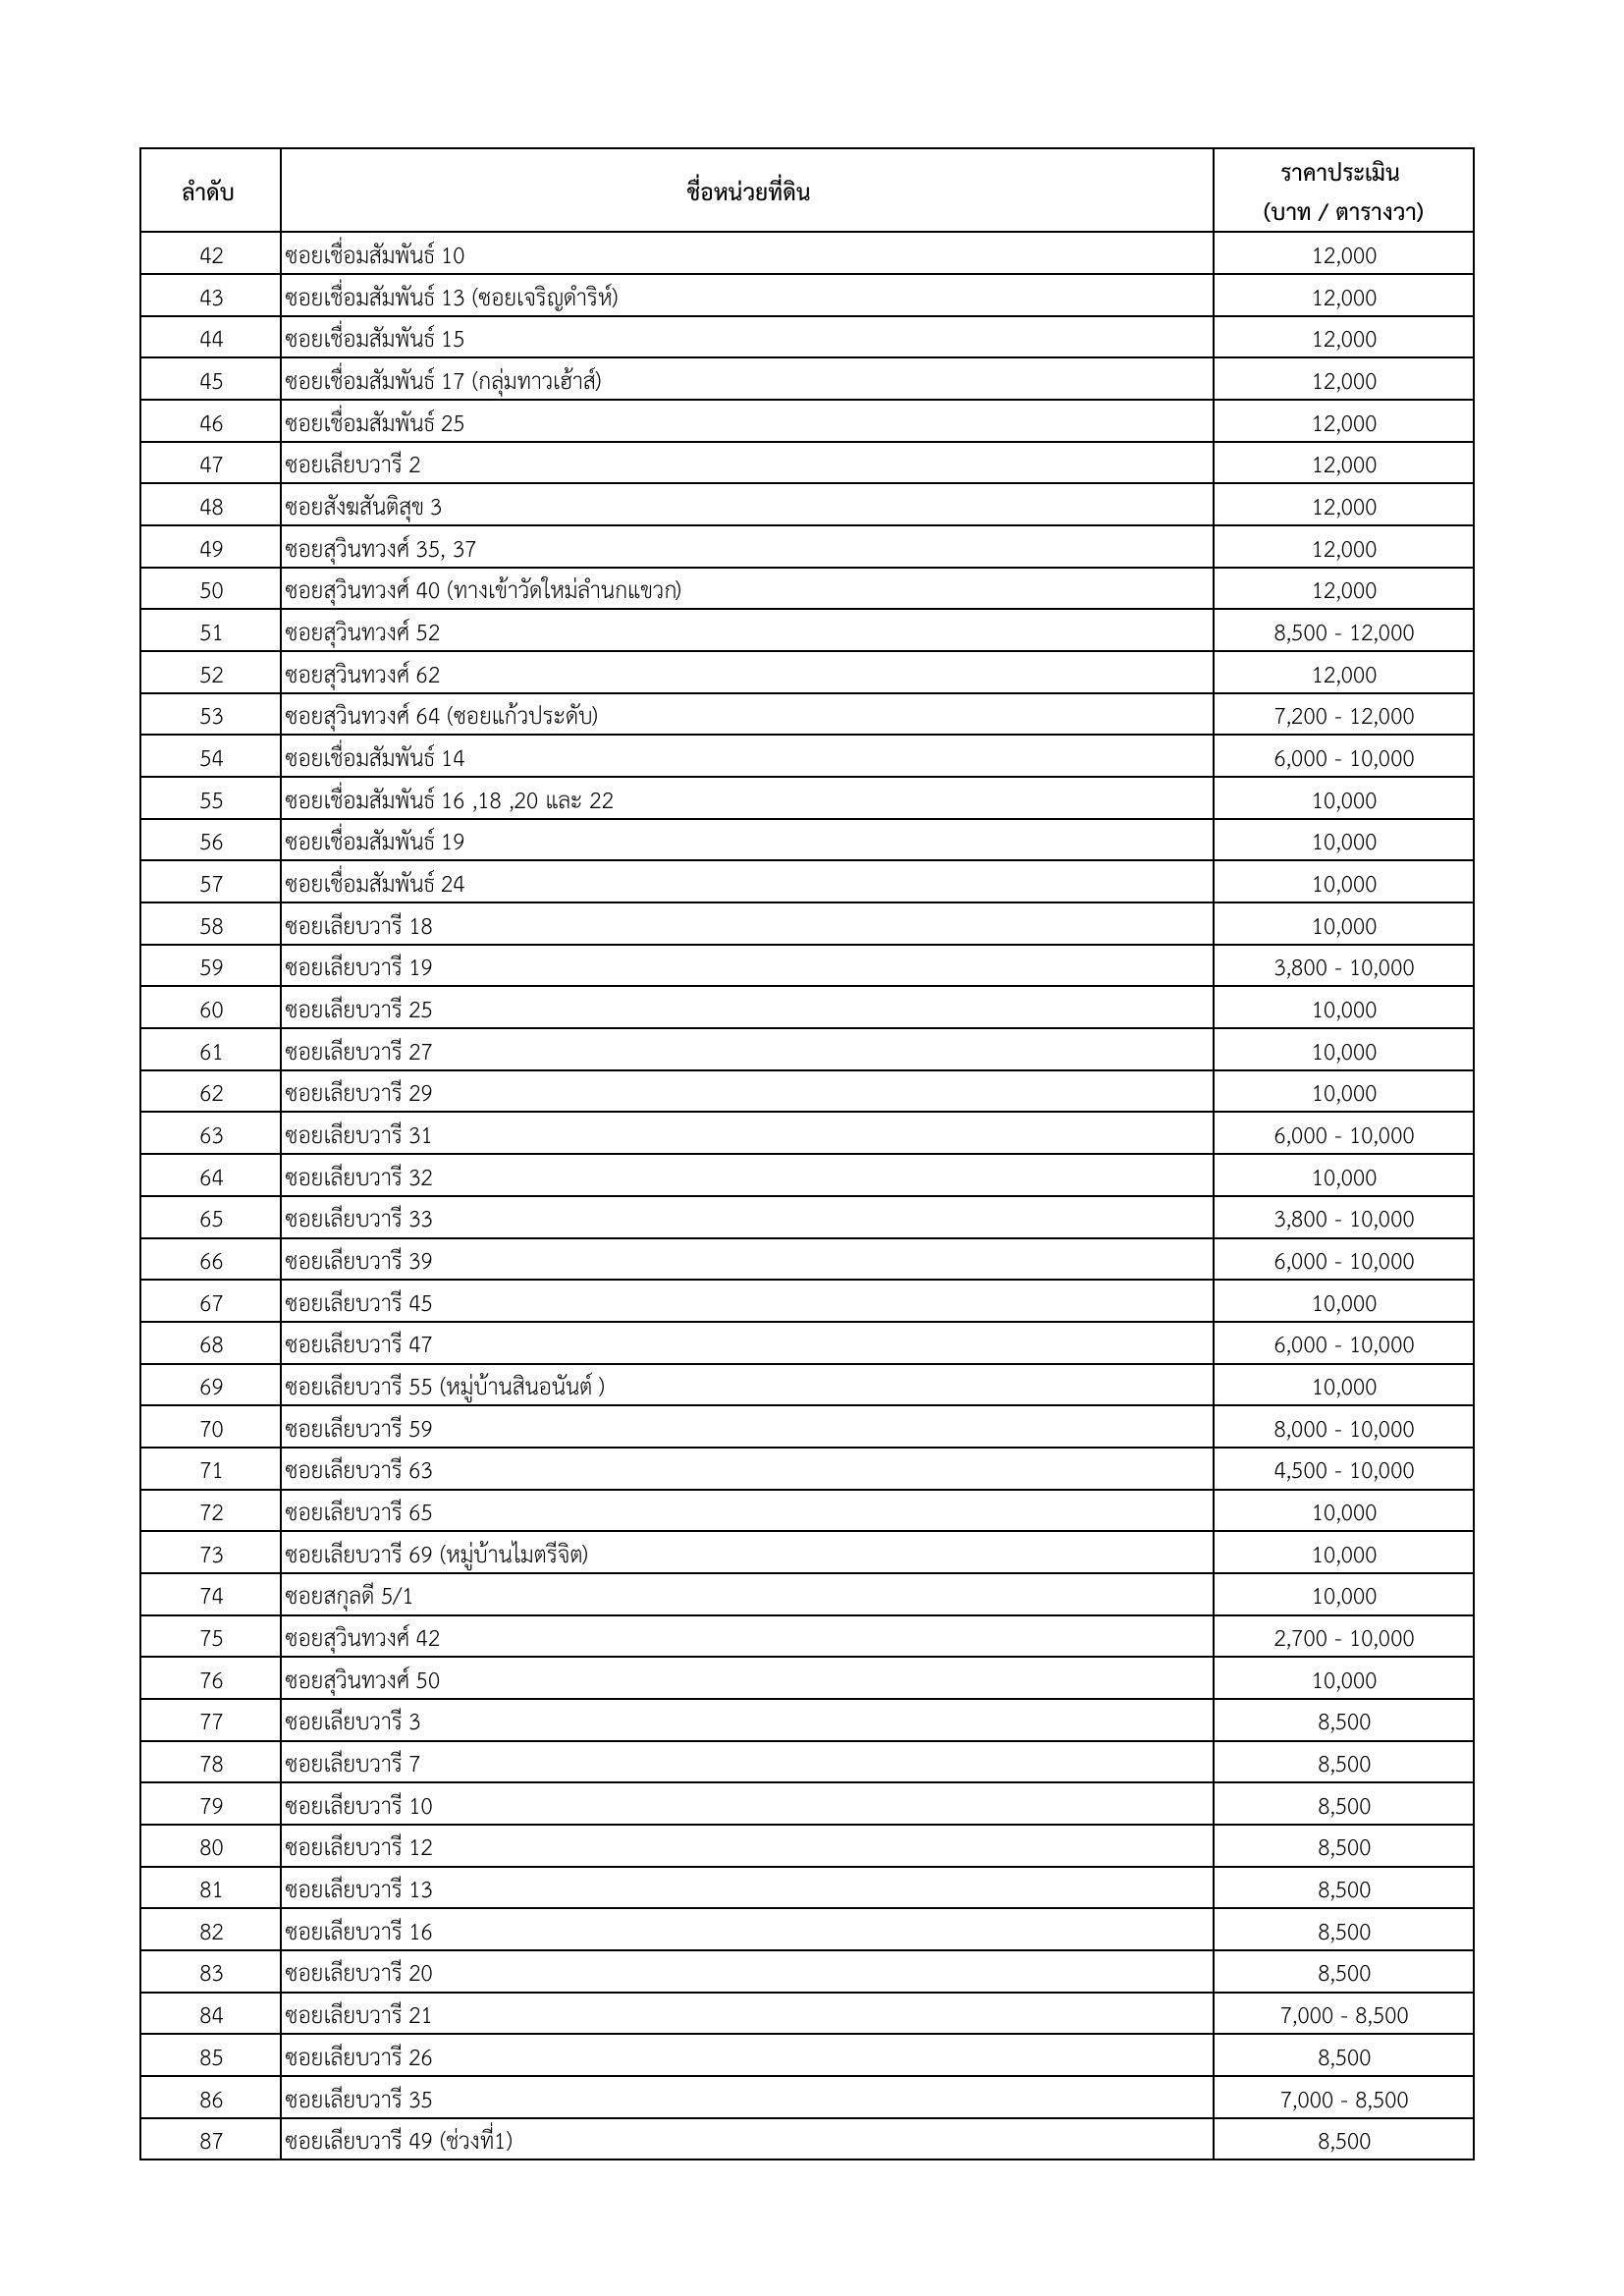 ลำดับ ชื่อหน่วยที่ดิน ราคาประเมิน
(บาท / ตารางวา)
42 ซอยเชื่อมสัมพันธ์ 10 12,000
43 ซอยเชื่อมสัมพันธ์ 13 (ซอยเจริญดำริห์) 12,000
44 ซอยเชื่อมสัมพันธ์ 15 12,000
45 ซอยเชื่อมสัมพันธ์ 17 (กลุ่มทาวเฮ้าส์) 12,000
46 ซอยเชื่อมสัมพันธ์ 25 12,000
47 ซอยเลียบวารี 2 12,000
48 ซอยสังฆสันติสุข 3 12,000
49 ซอยสุวินทวงศ์ 35, 37 12,000
50 ซอยสุวินทวงศ์ 40 (ทางเข้าวัดใหม่ลำนกแขวก) 12,000
51 ซอยสุวินทวงศ์ 52 8,500 - 12,000
52 ซอยสุวินทวงศ์ 62 12,000
53 ซอยสุวินทวงศ์ 64 (ซอยแก้วประดับ) 7,200 - 12,000
54 ซอยเชื่อมสัมพันธ์ 14 6,000 - 10,000
55 ซอยเชื่อมสัมพันธ์ 16 ,18 ,20 และ 22 10,000
56 ซอยเชื่อมสัมพันธ์ 19 10,000
57 ซอยเชื่อมสัมพันธ์ 24 10,000
58 ซอยเลียบวารี 18 10,000
59 ซอยเลียบวารี 19 3,800 - 10,000
60 ซอยเลียบวารี 25 10,000
61 ซอยเลียบวารี 27 10,000
62 ซอยเลียบวารี 29 10,000
63 ซอยเลียบวารี 31 6,000 - 10,000
64 ซอยเลียบวารี 32 10,000
65 ซอยเลียบวารี 33 3,800 - 10,000
66 ซอยเลียบวารี 39 6,000 - 10,000
67 ซอยเลียบวารี 45 10,000
68 ซอยเลียบวารี 47 6,000 - 10,000
69 ซอยเลียบวารี 55 (หมู่บ้านสินอนันต์ ) 10,000
70 ซอยเลียบวารี 59 8,000 - 10,000
71 ซอยเลียบวารี 63 4,500 - 10,000
72 ซอยเลียบวารี 65 10,000
73 ซอยเลียบวารี 69 (หมู่บ้านไมตรีจิต) 10,000
74 ซอยสกุลดี 5/1 10,000
75 ซอยสุวินทวงศ์ 42 2,700 - 10,000
76 ซอยสุวินทวงศ์ 50 10,000
77 ซอยเลียบวารี 3 8,500
78 ซอยเลียบวารี 7 8,500
79 ซอยเลียบวารี 10 8,500
80 ซอยเลียบวารี 12 8,500
81 ซอยเลียบวารี 13 8,500
82 ซอยเลียบวารี 16 8,500
83 ซอยเลียบวารี 20 8,500
84 ซอยเลียบวารี 21 7,000 - 8,500
85 ซอยเลียบวารี 26 8,500
86 ซอยเลียบวารี 35 7,000 - 8,500
87 ซอยเลียบวารี 49 (ช่วงที่1) 8,500